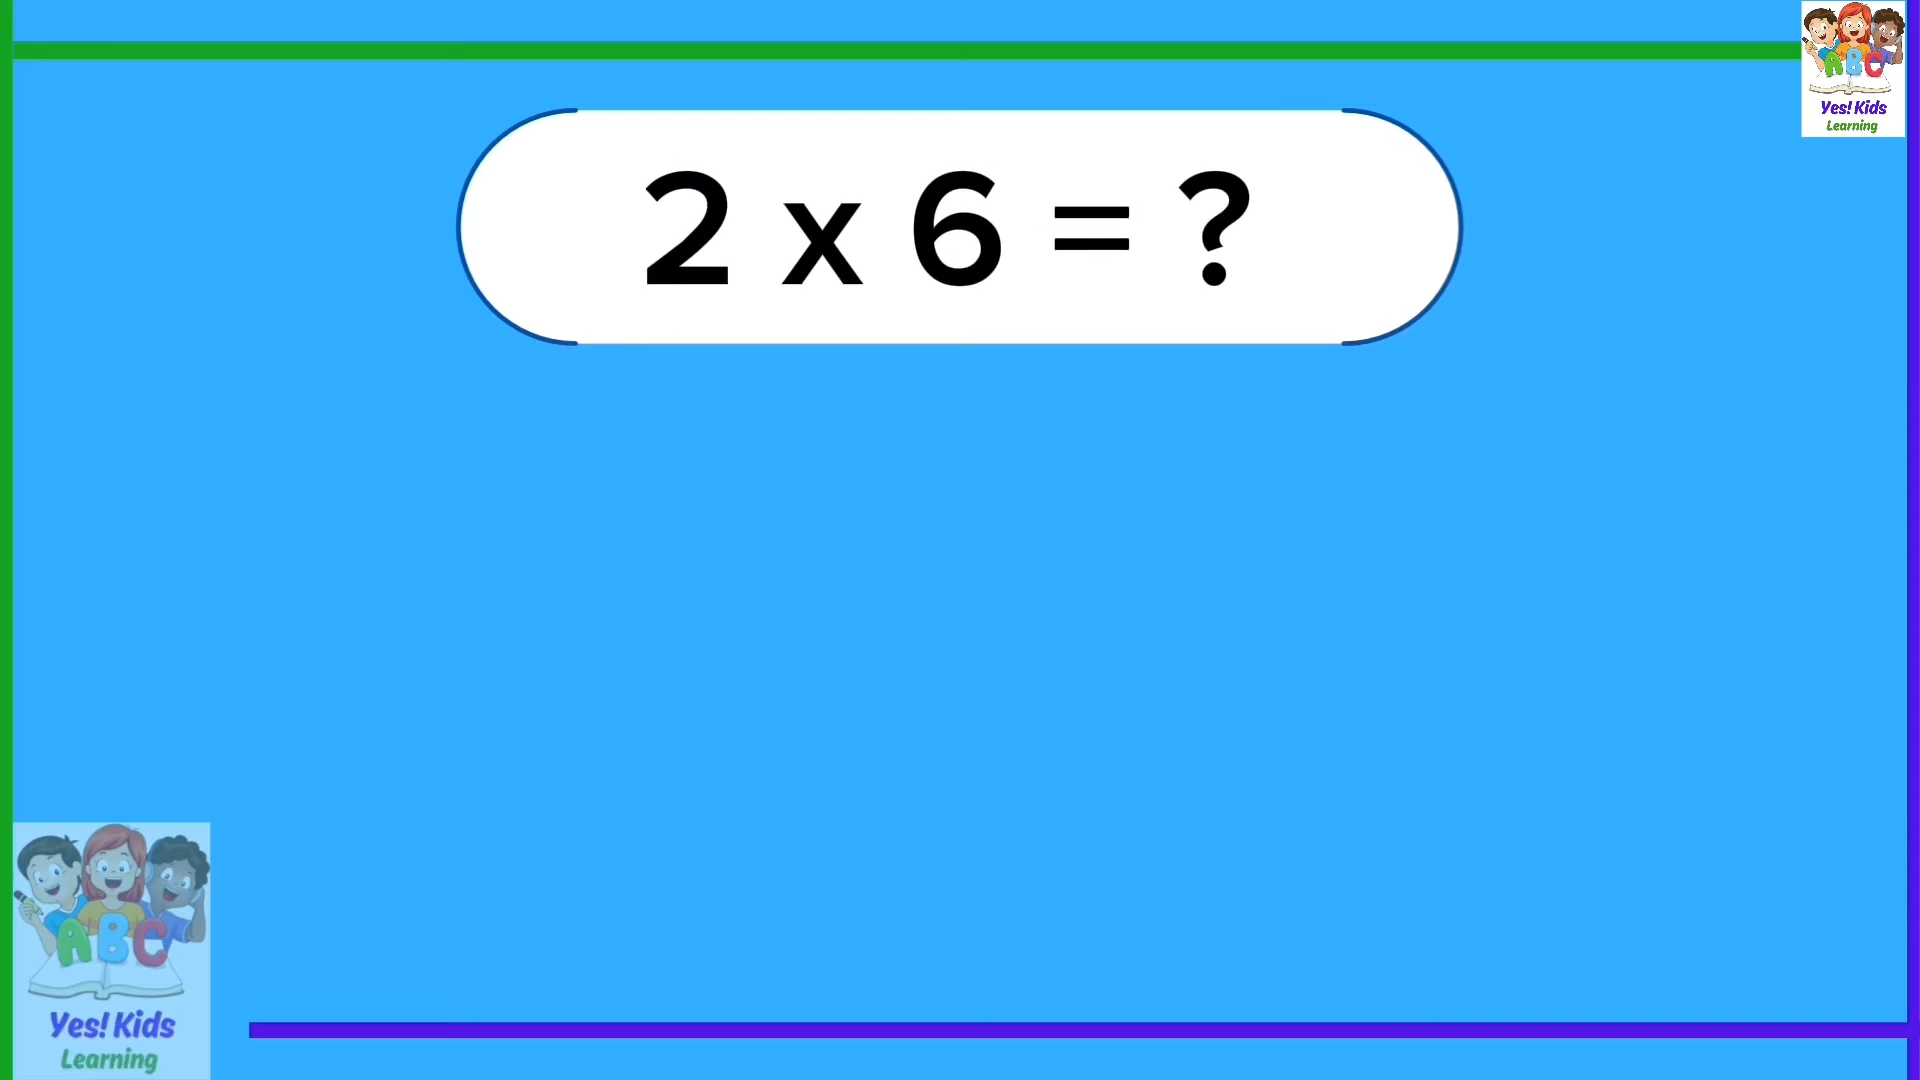 ABC
Yes! Kids
Learning
2 x 6 = ?
ABC
Yes! Kids
Learning